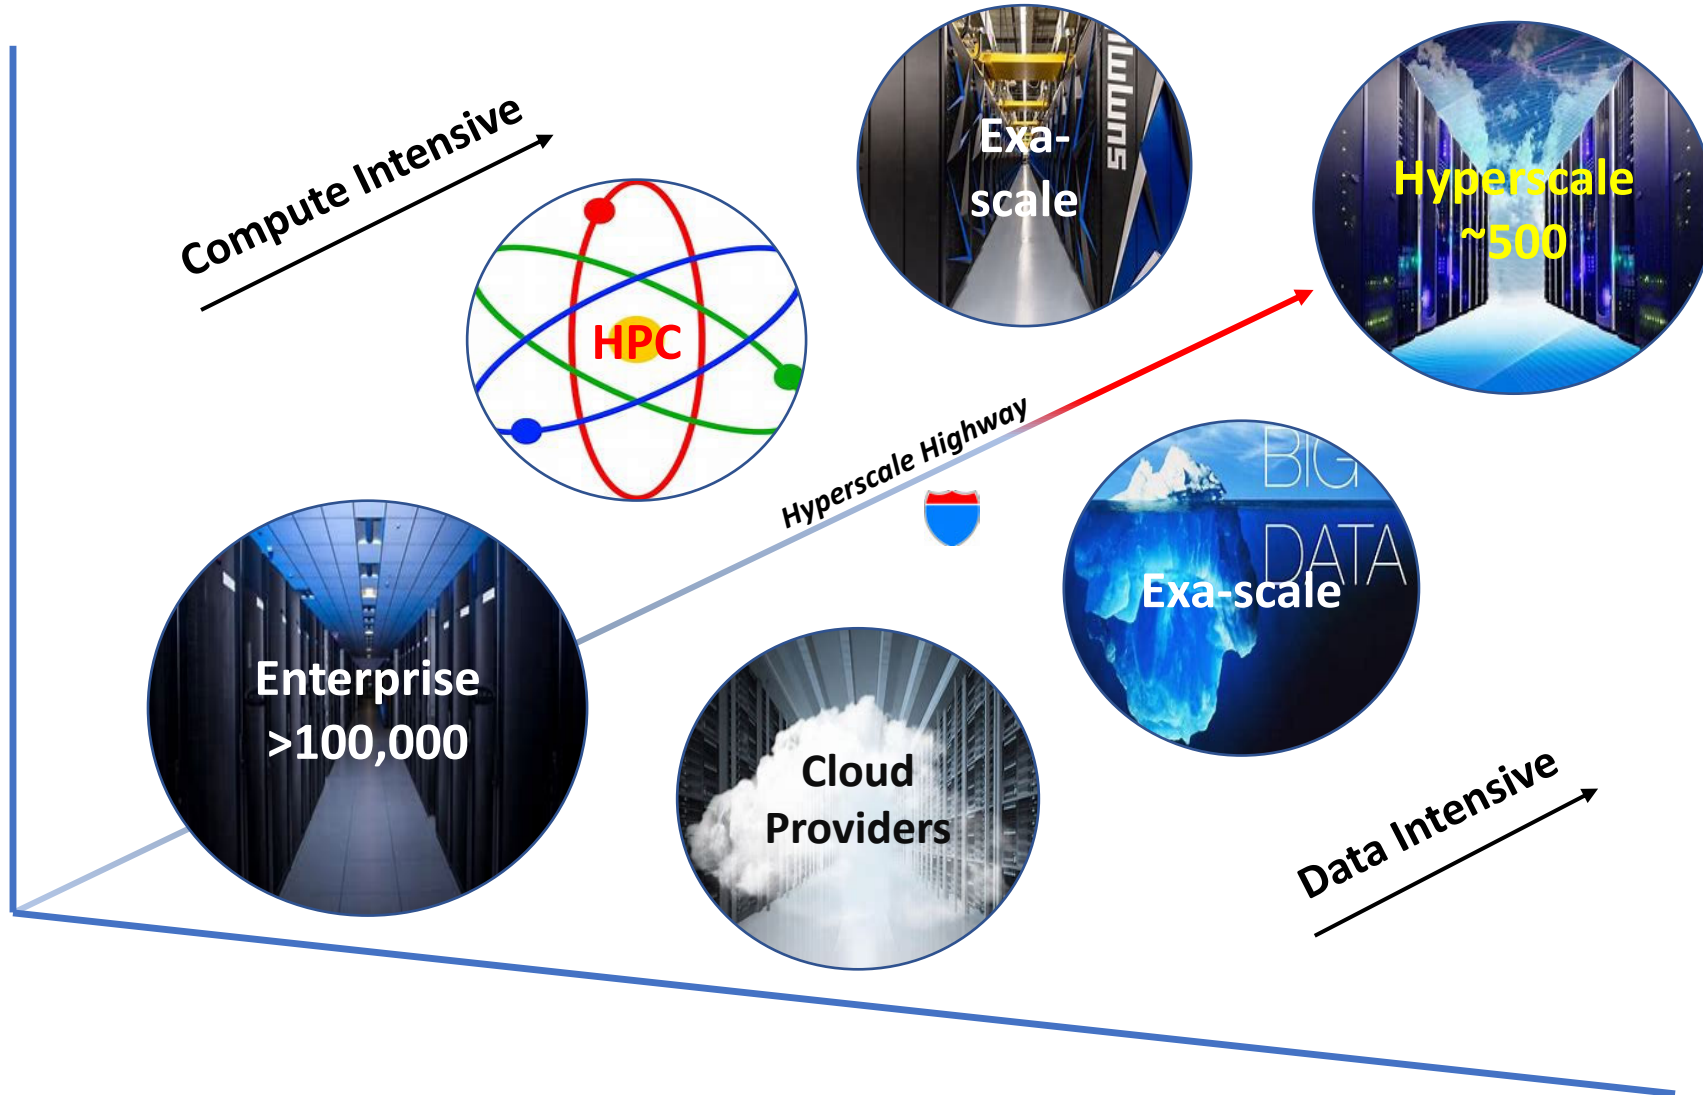 Compute Intensive
Exa-
scale
summi
Hyperscale
~500
HPC
Hyperscale Highway
BIG
DATA
Exa-scale
Enterprise
>100,000
Cloud
Providers
Data Intensive